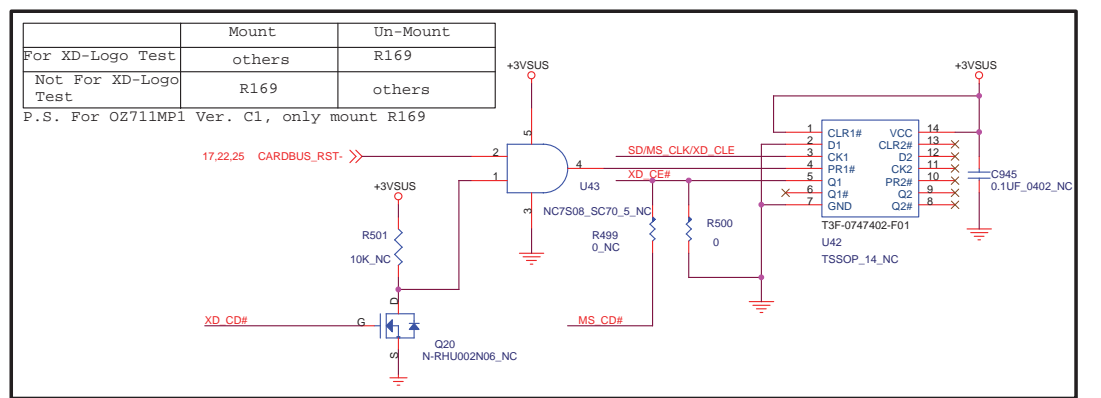 Mount Un-Mount
For XD-Logo Test others R169
Not For XD-Logo
Test R169 others
P.S. For OZ711MP1 Ver. C1, only mount R169
+3VSUS
+3VSUS
17,22,25 CARDBUS_RST-
2
1
5
4
3
U43
NC7S08_SC70_5_NC
+3VSUS
R501
10K_NC
XD_CD#
G
D
S
Q20
N-RHU002N06_NC
SD/MS_CLK/XD_CLE
XD_CE#
R499
0_NC
R500
0
MS_CD#
1 CLR1# VCC 14
2 D1 CLR2# 13
3 CK1 D2 12
4 PR1# CK2 11
5 Q1 PR2# 10
6 Q1# Q2 9
7 GND Q2# 8
T3F-0747402-F01
U42
TSSOP_14_NC
C945
0.1UF_0402_NC